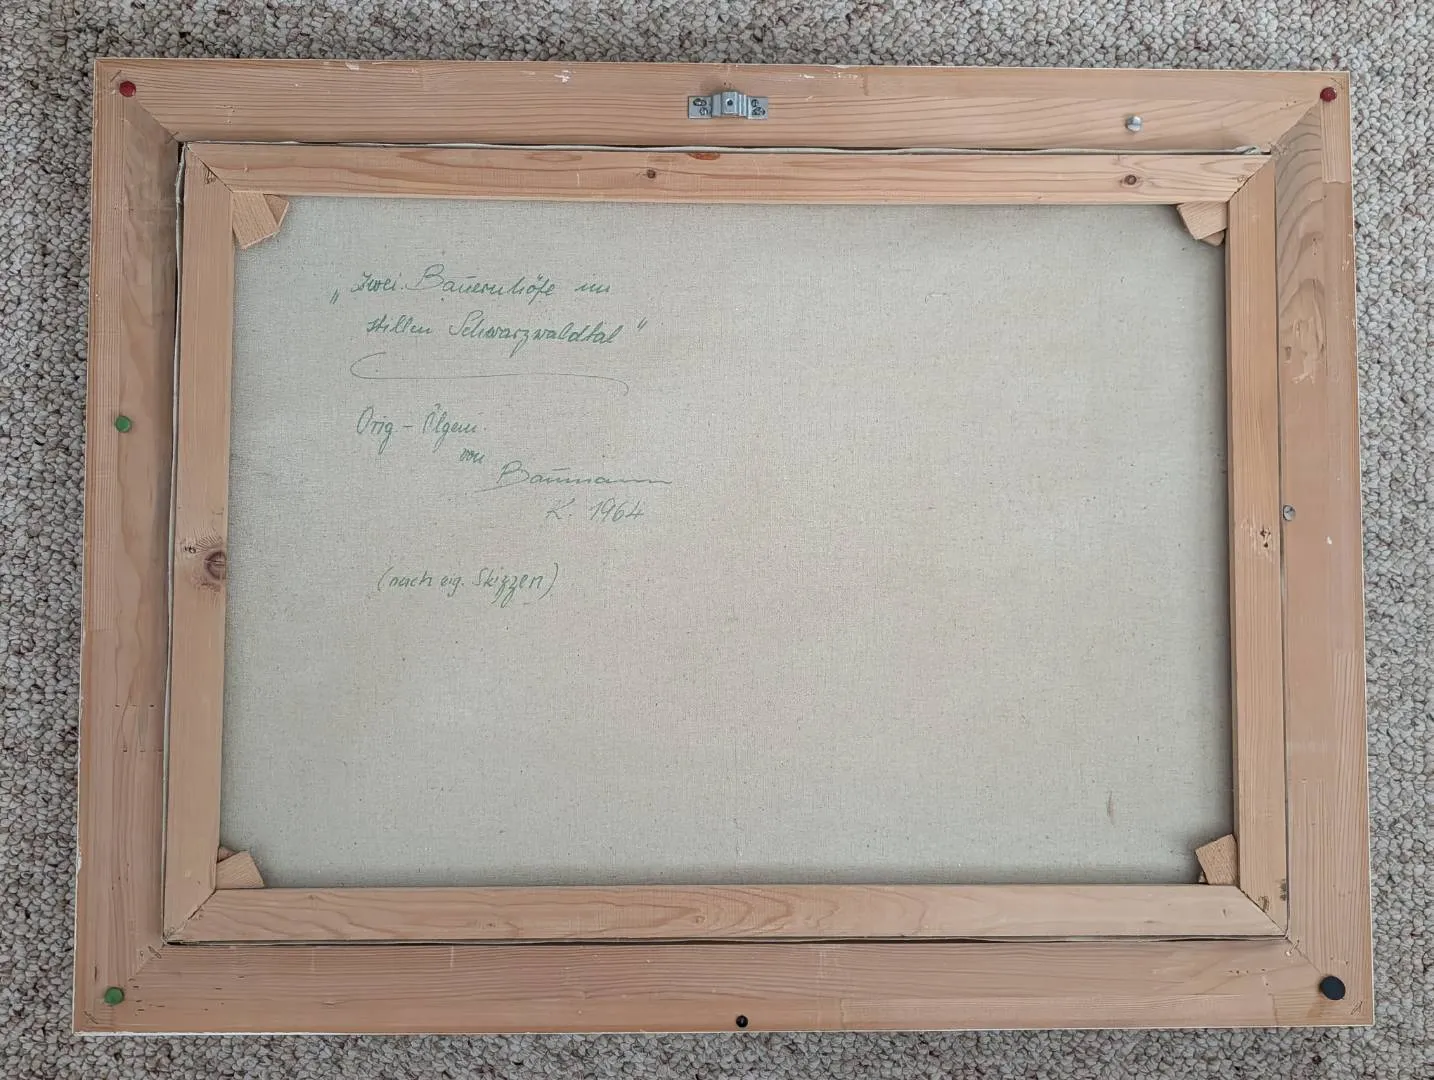 „Zwei Bauernhöfe im
stillen Schwarzwaldtal"
Orig-Ölgem.
von
Baumann
K. 1964
(nach eig. Skizzen)